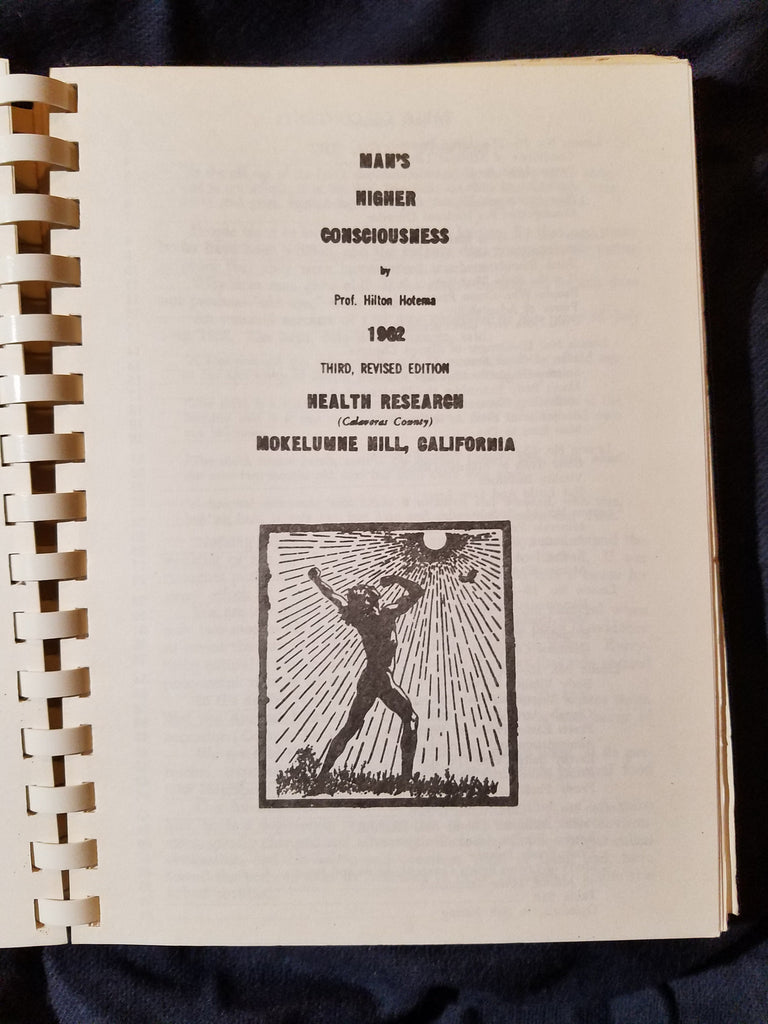 MAN'S
HIGHER
CONSCIOUSNESS
by
Prof. Hilton Hotema
1962
THIRD, REVISED EDITION
HEALTH RESEARCH
(Calaveras County)
MOKELUMNE HILL, CALIFORNIA